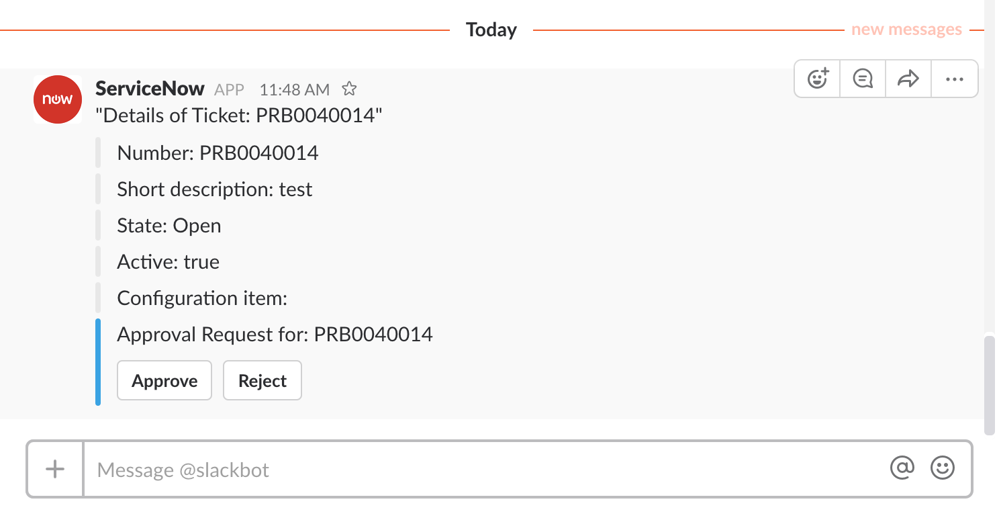 Today
new messages
now
ServiceNow APP 11:48 AM
"Details of Ticket: PRB0040014"
Number: PRB0040014
Short description: test
State: Open
Active: true
Configuration item:
Approval Request for: PRB0040014
Approve
Reject
Message @slackbot